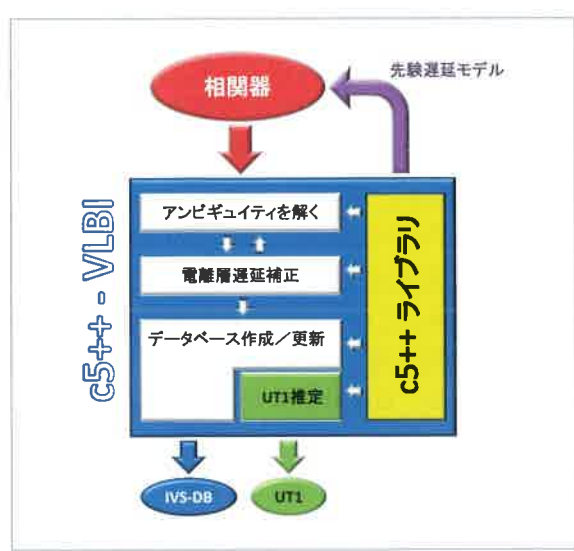 先験遅延モデル
相関器
c5++ - VLBI
アンビギュイティを解く
電離層遅延補正
データベース作成／更新
UT1推定
c5++ ライブラリ
IVS-DB
UT1